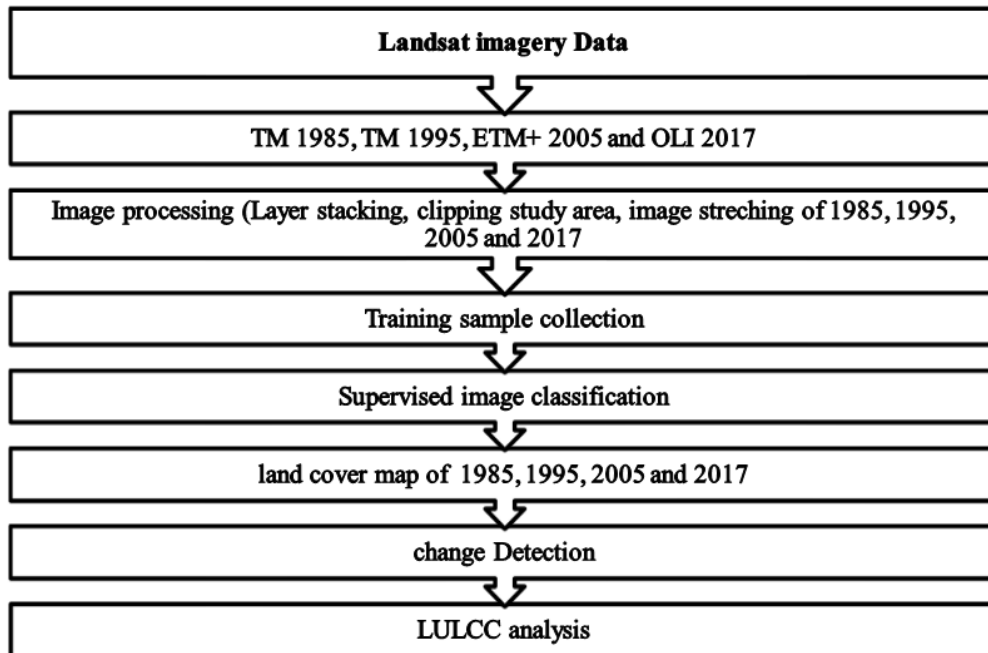 Landsat imagery Data
TM 1985, TM 1995, ETM+ 2005 and OLI 2017
Image processing (Layer stacking, clipping study area, image streching of 1985, 1995,
2005 and 2017
Training sample collection
Supervised image classification
land cover map of 1985, 1995, 2005 and 2017
change Detection
LULCC analysis